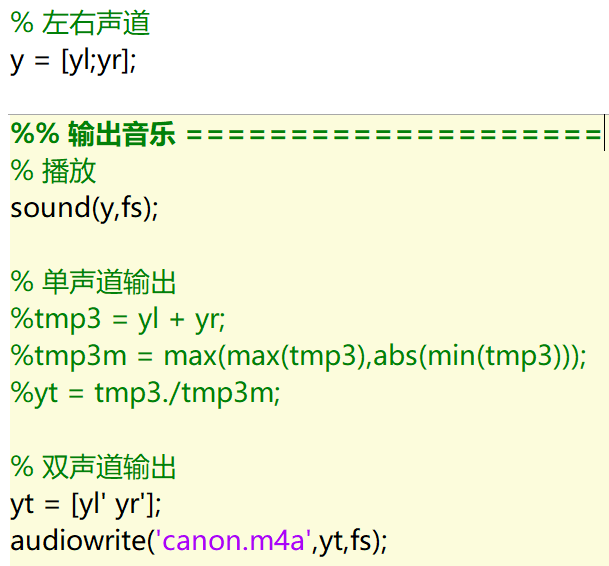 % 左右声道
y = [yl;yr];
%% 输出音乐 ====================
% 播放
sound(y,fs);
% 单声道输出
%tmp3 = yl + yr;
%tmp3m = max(max(tmp3),abs(min(tmp3)));
%yt = tmp3./tmp3m;
% 双声道输出
yt = [yl' yr'];
audiowrite('canon.m4a',yt,fs);